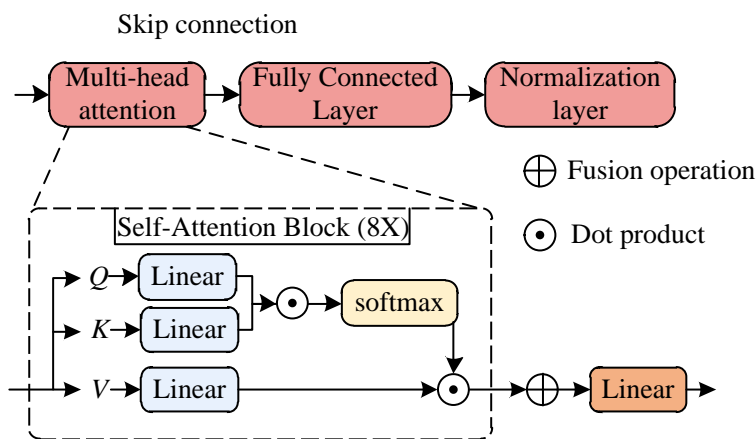 Skip connection
Multi-head
attention
Fully Connected
Layer
Normalization
layer
Fusion operation
Self-Attention Block (8X)
Dot product
Q
Linear
softmax
K
Linear
V
Linear
Linear